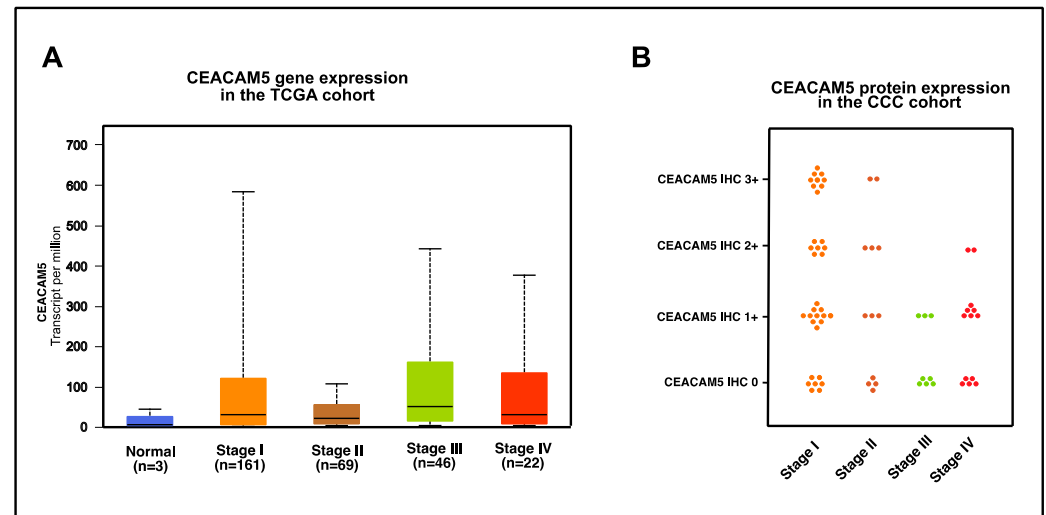 A
CEACAM5 gene expression
in the TCGA cohort
CEACAM5
Transcript per million
700
600
500
400
300
200
100
0
Normal
(n=3)
Stage I
(n=161)
Stage II
(n=69)
Stage III
(n=46)
Stage IV
(n=22)
B
CEACAM5 protein expression
in the CCC cohort
CEACAM5 IHC 3+
CEACAM5 IHC 2+
CEACAM5 IHC 1+
CEACAM5 IHC 0
Stage I
Stage II
Stage III
Stage IV